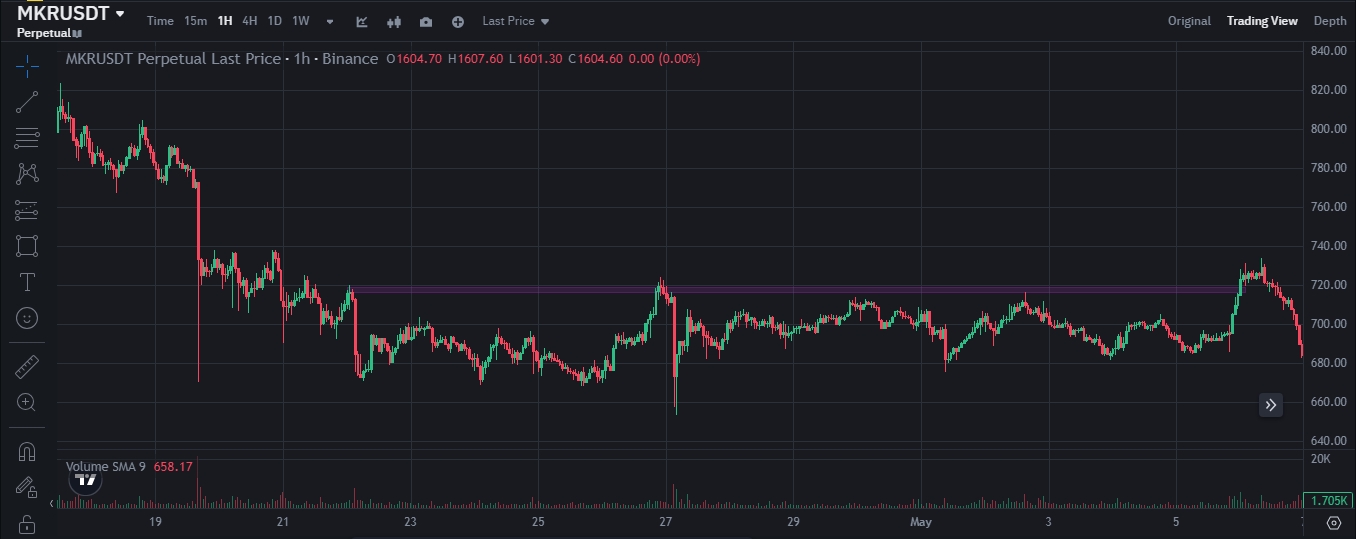 MKRUSDT
Perpetual
Time 15m 1H 4H 1D 1W Last Price Original Trading View Depth
MKRUSDT Perpetual Last Price · 1h · Binance O1604.70 H1607.60 L1601.30 C1604.60 0.00 (0.00%)
840.00
820.00
800.00
780.00
760.00
740.00
720.00
700.00
680.00
660.00
640.00
Volume SMA 9 658.17
20K
1.705K
19 21 23 25 27 29 May 3 5